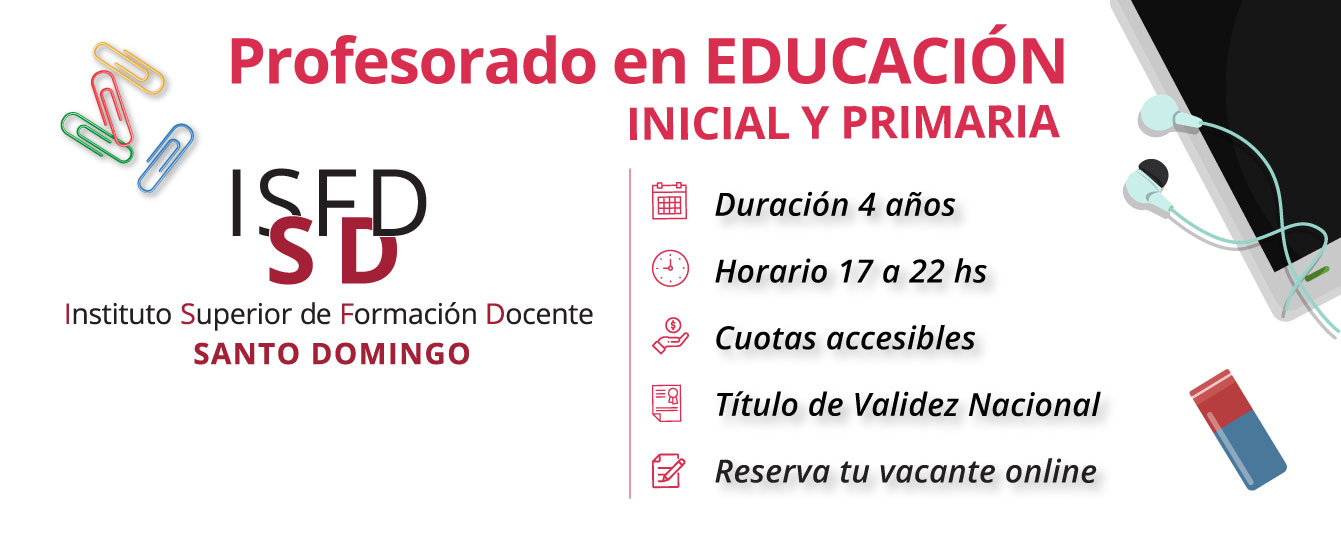 Profesorado en EDUCACIÓN
INICIAL Y PRIMARIA
ISFD
SD
Instituto Superior de Formación Docente
SANTO DOMINGO
Duración 4 años
Horario 17 a 22 hs
$
Cuotas accesibles
Título de Validez Nacional
Reserva tu vacante online